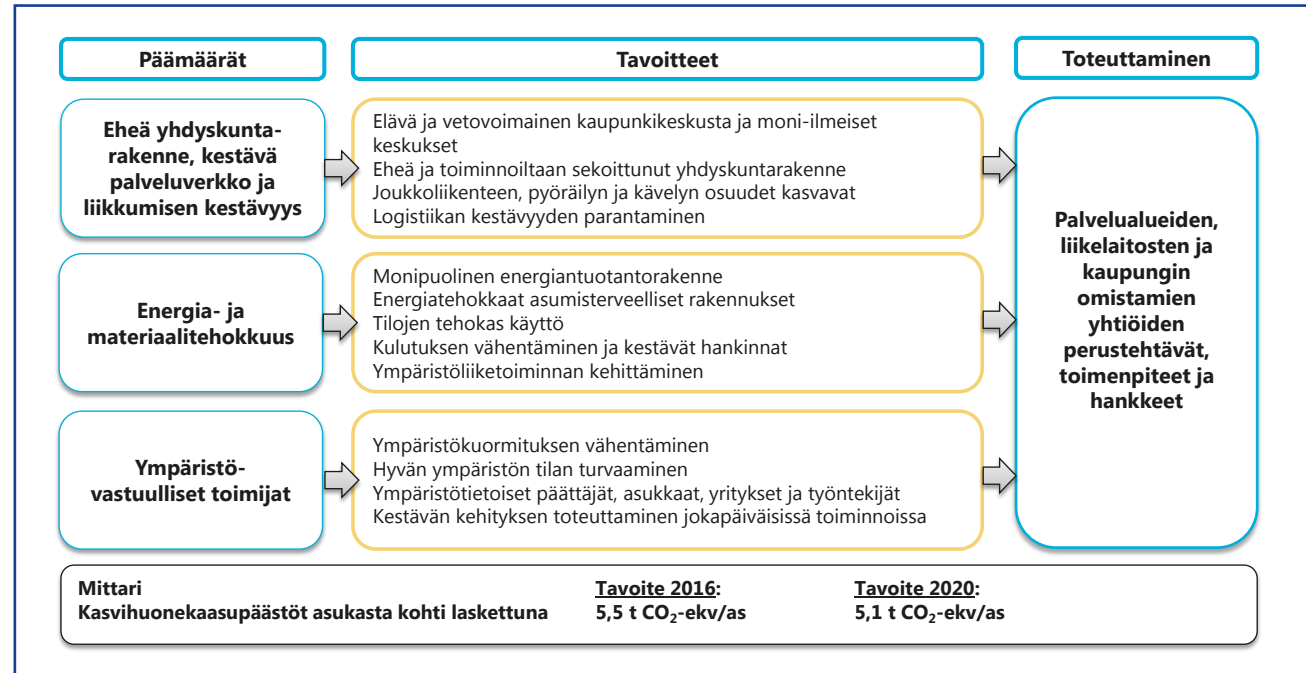 Päämäärät
Tavoitteet
Toteuttaminen
Eheä yhdyskunta-
rakenne, kestävä
palveluverkko ja
liikkumisen kestävyys
Elävä ja vetovoimainen kaupunkikeskusta ja moni-ilmeiset
keskukset
Eheä ja toiminnoiltaan sekoittunut yhdyskuntarakenne
Joukkoliikenteen, pyöräilyn ja kävelyn osuudet kasvavat
Logistiikan kestävyyden parantaminen
Energia- ja
materiaalitehokkuus
Monipuolinen energiantuotantorakenne
Energiatehokkaat asumisterveelliset rakennukset
Tilojen tehokas käyttö
Kulutuksen vähentäminen ja kestävät hankinnat
Ympäristöliiketoiminnan kehittäminen
Ympäristö-
vastuulliset toimijat
Ympäristökuormituksen vähentäminen
Hyvän ympäristön tilan turvaaminen
Ympäristötietoiset päättäjät, asukkaat, yritykset ja työntekijät
Kestävän kehityksen toteuttaminen jokapäiväisissä toiminnoissa
Palvelualueiden,
liikelaitosten ja
kaupungin
omistamien
yhtiöiden
perustehtävät,
toimenpiteet ja
hankkeet
Mittari
Kasvihuonekaasupäästöt asukasta kohti laskettuna
Tavoite 2016:
5,5 t CO₂-ekv/as
Tavoite 2020:
5,1 t CO₂-ekv/as